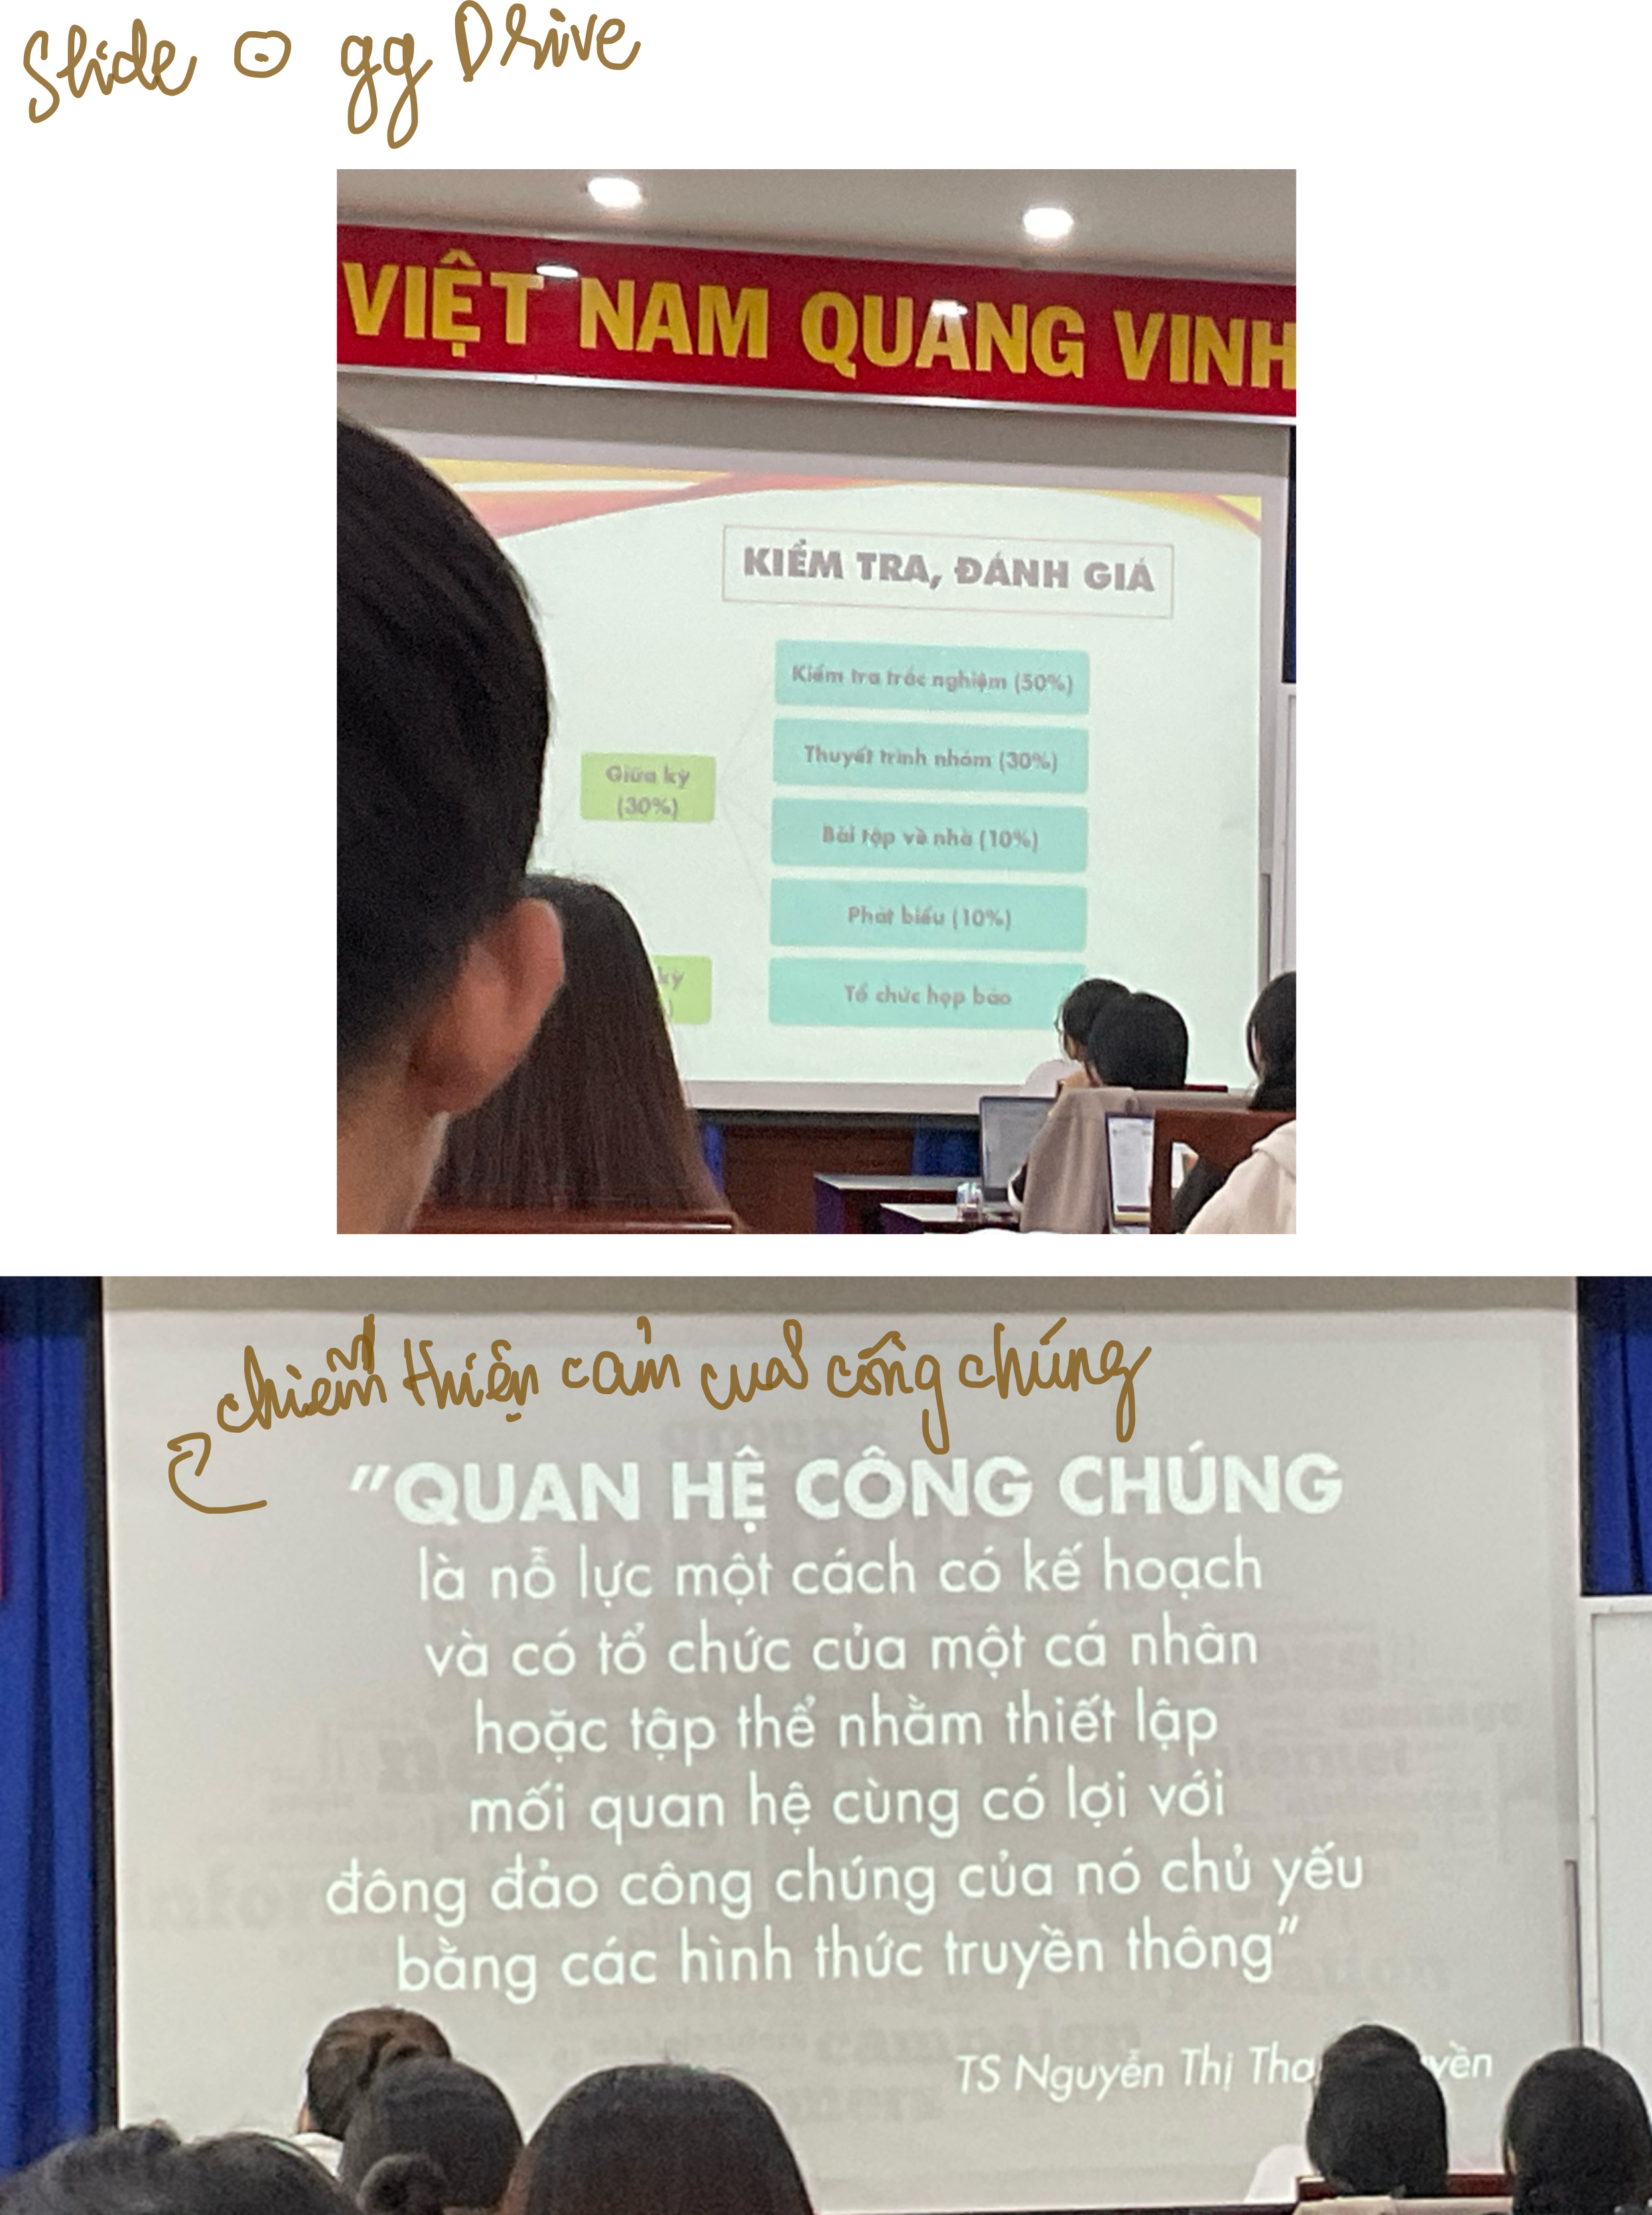 Slide ⊙ gg Drive
VIỆT NAM QUANG VINH
KIỂM TRA, ĐÁNH GIÁ
Kiểm tra trắc nghiệm (50%)
Thuyết trình nhóm (30%)
Giữa kỳ
(30%)
Bài tập về nhà (10%)
Phát biểu (10%)
kỳ
Tổ chức họp báo
chiếm thiện cảm của công chúng
"QUAN HỆ CÔNG CHÚNG
là nỗ lực một cách có kế hoạch
và có tổ chức của một cá nhân
hoặc tập thể nhằm thiết lập
mối quan hệ cùng có lợi với
đông đảo công chúng của nó chủ yếu
bằng các hình thức truyền thông"
TS Nguyễn Thị